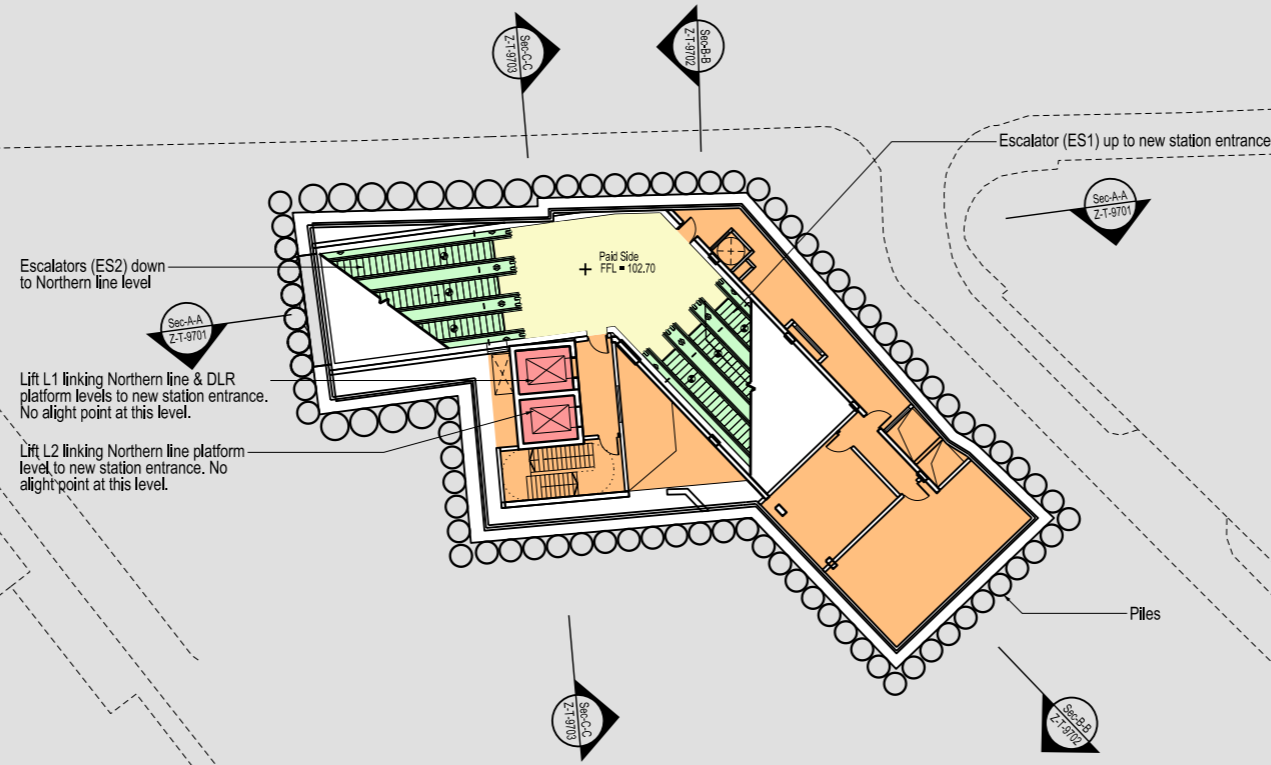 Sec-C-C
Z-T-9703
Sec-B-B
Z-T-9702
Escalator (ES1) up to new station entrance
Sec-A-A
Z-T-9701
Paid Side
FFL = 102.70
Escalators (ES2) down
to Northern line level
Sec-A-A
Z-T-9701
Lift L1 linking Northern line & DLR
platform levels to new station entrance.
No alight point at this level.
Lift L2 linking Northern line platform
level to new station entrance. No
alight point at this level.
Piles
Sec-C-C
Z-T-9703
Sec-B-B
Z-T-9702